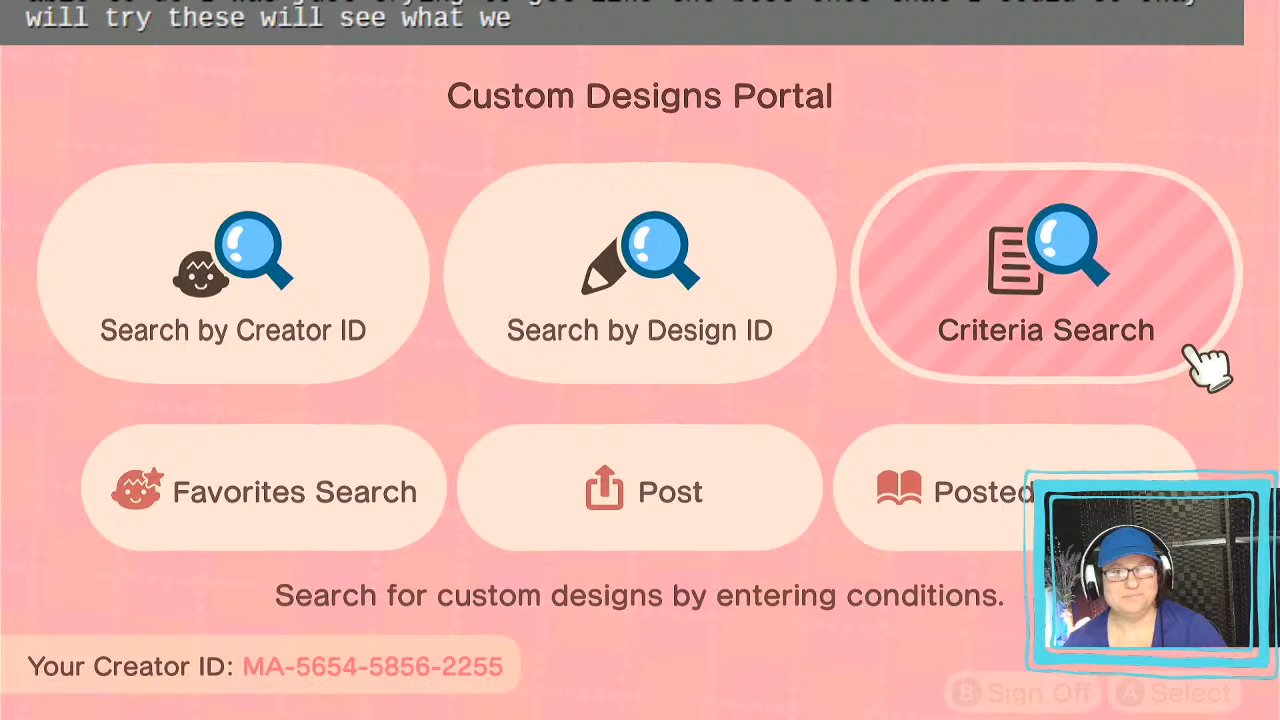 will try these will see what we
Custom Designs Portal
Search by Creator ID
Search by Design ID
Criteria Search
Favorites Search
Post
Posted
Search for custom designs by entering conditions.
Your Creator ID: MA-5654-5856-2255
B Sign Off
A Select